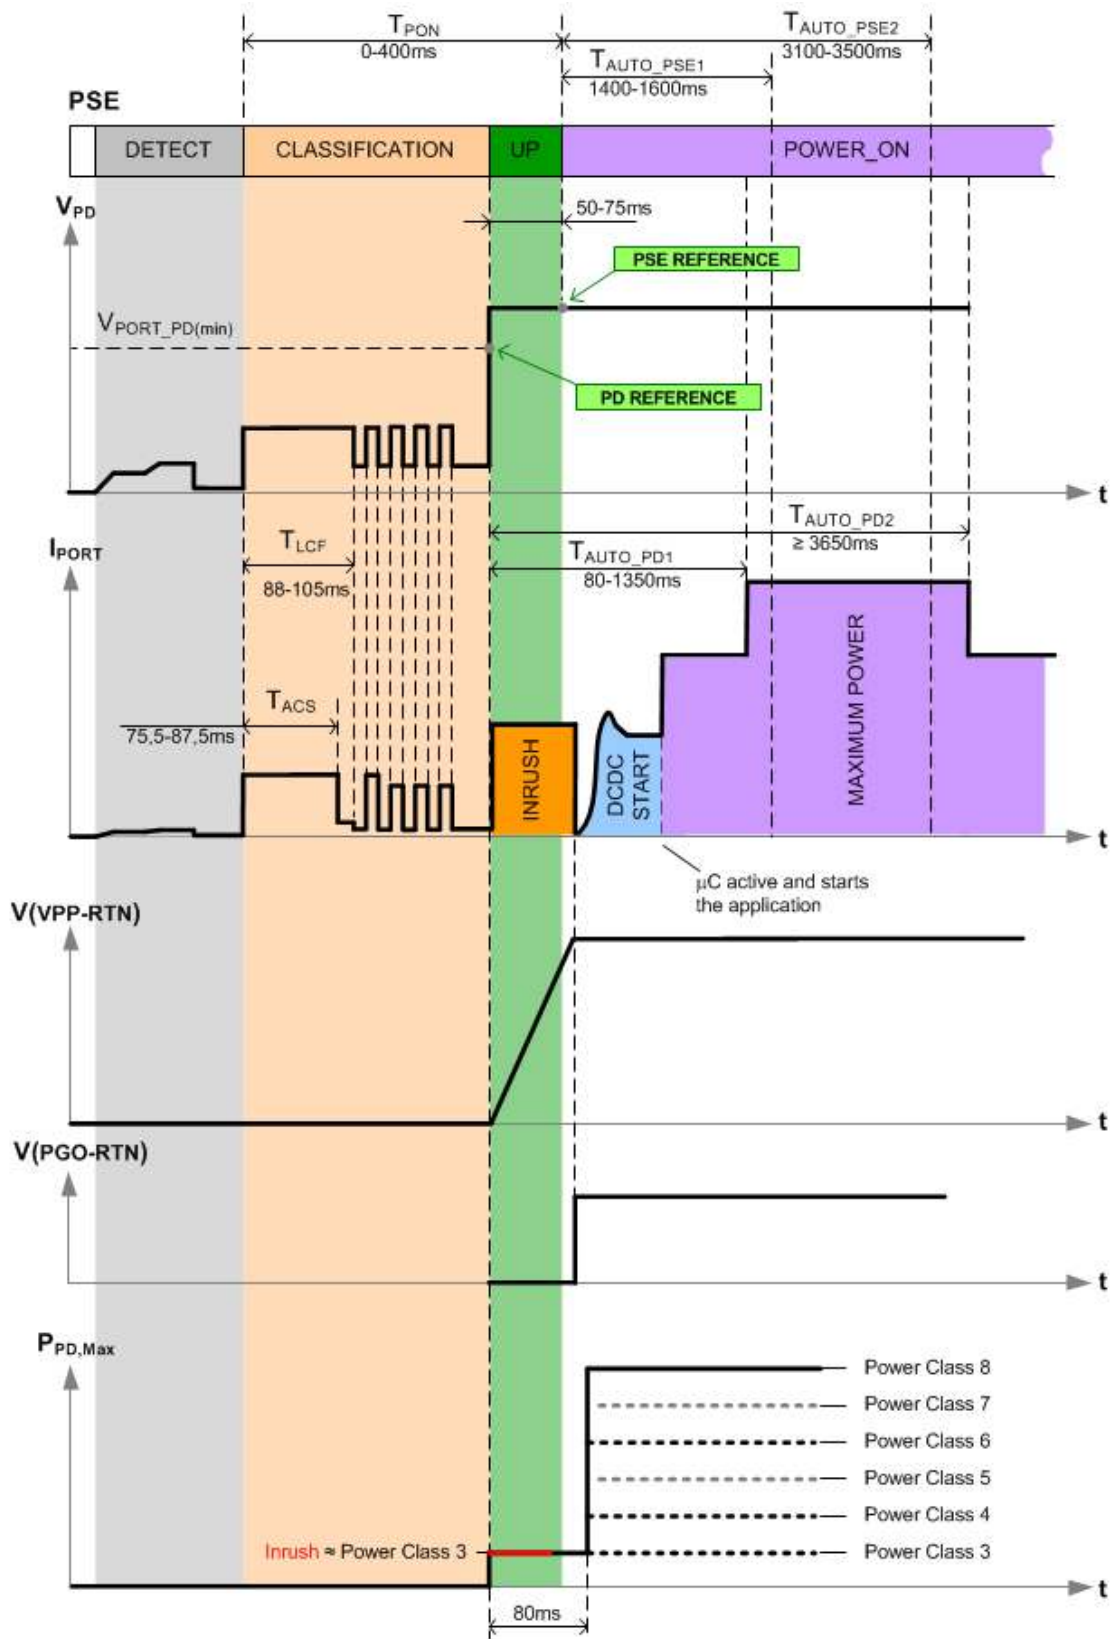 TPON
0-400ms
TAUTO_PSE2
3100-3500ms
TAUTO_PSE1
1400-1600ms
PSE
DETECT
CLASSIFICATION
UP
POWER_ON
VPD
50-75ms
PSE REFERENCE
VPORT_PD(min)
PD REFERENCE
t
IPORT
TLCF
88-105ms
TAUTO_PD2
≥ 3650ms
TAUTO_PD1
80-1350ms
TACS
75,5-87,5ms
INRUSH
DCDC
START
MAXIMUM POWER
t
µC active and starts
the application
V(VPP-RTN)
t
V(PGO-RTN)
t
PPD,Max
Power Class 8
Power Class 7
Power Class 6
Power Class 5
Power Class 4
Inrush ≈ Power Class 3
Power Class 3
t
80ms